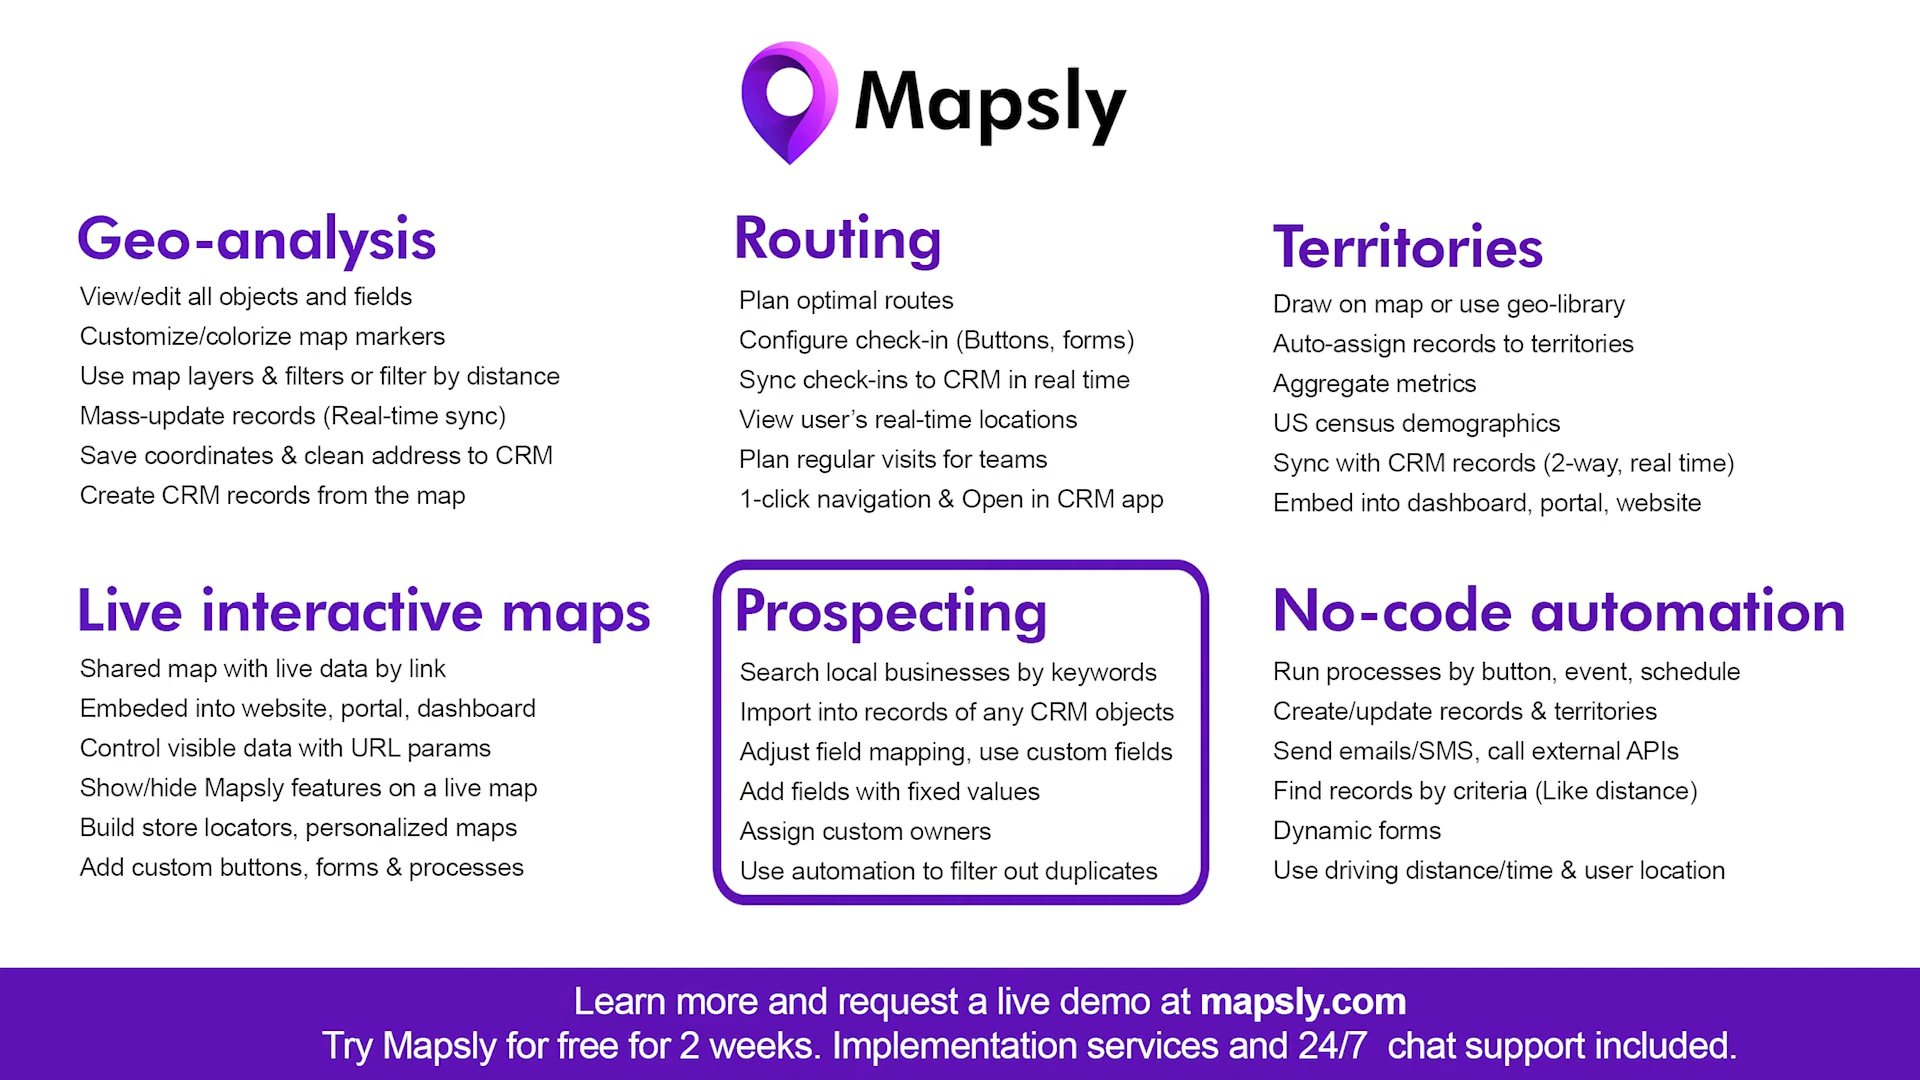 Mapsly
Geo-analysis
View/edit all objects and fields
Customize/colorize map markers
Use map layers & filters or filter by distance
Mass-update records (Real-time sync)
Save coordinates & clean address to CRM
Create CRM records from the map
Routing
Plan optimal routes
Configure check-in (Buttons, forms)
Sync check-ins to CRM in real time
View user’s real-time locations
Plan regular visits for teams
1-click navigation & Open in CRM app
Territories
Draw on map or use geo-library
Auto-assign records to territories
Aggregate metrics
US census demographics
Sync with CRM records (2-way, real time)
Embed into dashboard, portal, website
Live interactive maps
Shared map with live data by link
Embeded into website, portal, dashboard
Control visible data with URL params
Show/hide Mapsly features on a live map
Build store locators, personalized maps
Add custom buttons, forms & processes
Prospecting
Search local businesses by keywords
Import into records of any CRM objects
Adjust field mapping, use custom fields
Add fields with fixed values
Assign custom owners
Use automation to filter out duplicates
No-code automation
Run processes by button, event, schedule
Create/update records & territories
Send emails/SMS, call external APIs
Find records by criteria (Like distance)
Dynamic forms
Use driving distance/time & user location
Learn more and request a live demo at mapsly.com
Try Mapsly for free for 2 weeks. Implementation services and 24/7 chat support included.